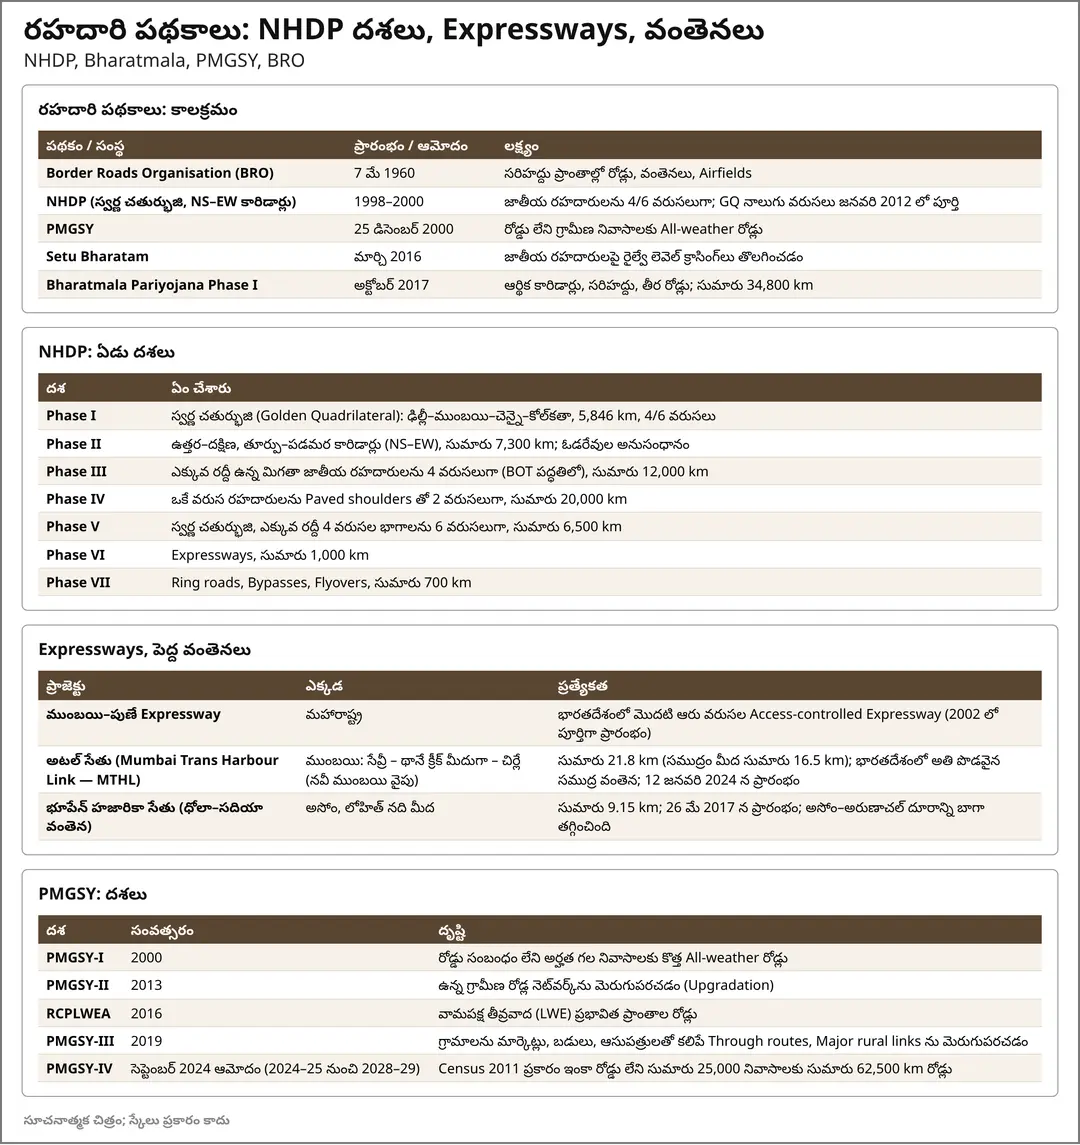 రహదారి పథకాలు: NHDP దశలు, Expressways, వంతెనలు
NHDP, Bharatmala, PMGSY, BRO
రహదారి పథకాలు: కాలక్రమం
పథకం / సంస్థ ప్రారంభం / ఆమోదం లక్ష్యం
Border Roads Organisation (BRO) 7 మే 1960 సరిహద్దు ప్రాంతాల్లో రోడ్లు, వంతెనలు, Airfields
NHDP (స్వర్ణ చతుర్భుజి, NS–EW కారిడార్లు) 1998–2000 జాతీయ రహదారులను 4/6 వరుసలుగా; GQ నాలుగు వరుసలు జనవరి 2012 లో పూర్తి
PMGSY 25 డిసెంబర్ 2000 రోడ్డు లేని గ్రామీణ నివాసాలకు All-weather రోడ్లు
Setu Bharatam మార్చి 2016 జాతీయ రహదారులపై రైల్వే లెవెల్ క్రాసింగ్‌లు తొలగించడం
Bharatmala Pariyojana Phase I అక్టోబర్ 2017 ఆర్థిక కారిడార్లు, సరిహద్దు, తీర రోడ్లు; సుమారు 34,800 km
NHDP: ఏడు దశలు
దశ ఏం చేశారు
Phase I స్వర్ణ చతుర్భుజి (Golden Quadrilateral): ఢిల్లీ–ముంబయి–చెన్నై–కోల్‌కతా, 5,846 km, 4/6 వరుసలు
Phase II ఉత్తర–దక్షిణ, తూర్పు–పడమర కారిడార్లు (NS–EW), సుమారు 7,300 km; ఓడరేవుల అనుసంధానం
Phase III ఎక్కువ రద్దీ ఉన్న మిగతా జాతీయ రహదారులను 4 వరుసలుగా (BOT పద్ధతిలో), సుమారు 12,000 km
Phase IV ఒకే వరుస రహదారులను Paved shoulders తో 2 వరుసలుగా, సుమారు 20,000 km
Phase V స్వర్ణ చతుర్భుజి, ఎక్కువ రద్దీ 4 వరుసల భాగాలను 6 వరుసలుగా, సుమారు 6,500 km
Phase VI Expressways, సుమారు 1,000 km
Phase VII Ring roads, Bypasses, Flyovers, సుమారు 700 km
Expressways, పెద్ద వంతెనలు
ప్రాజెక్టు ఎక్కడ ప్రత్యేకత
ముంబయి–పుణే Expressway మహారాష్ట్ర భారతదేశంలో మొదటి ఆరు వరుసల Access-controlled Expressway (2002 లో
పూర్తిగా ప్రారంభం)
అటల్ సేతు (Mumbai Trans Harbour ముంబయి: సేవ్రీ – థానే క్రీక్ మీదుగా – చిర్లే సుమారు 21.8 km (సముద్రం మీద సుమారు 16.5 km); భారతదేశంలో అతి పొడవైన
Link — MTHL) (నవీ ముంబయి వైపు) సముద్ర వంతెన; 12 జనవరి 2024 న ప్రారంభం
భూపేన్ హజారికా సేతు (ధోలా–సదియా అసోం, లోహిత్ నది మీద సుమారు 9.15 km; 26 మే 2017 న ప్రారంభం; అసోం–అరుణాచల్ దూరాన్ని బాగా
వంతెన) తగ్గించింది
PMGSY: దశలు
దశ సంవత్సరం దృష్టి
PMGSY-I 2000 రోడ్డు సంబంధం లేని అర్హత గల నివాసాలకు కొత్త All-weather రోడ్లు
PMGSY-II 2013 ఉన్న గ్రామీణ రోడ్ల నెట్‌వర్క్‌ను మెరుగుపరచడం (Upgradation)
RCPLWEA 2016 వామపక్ష తీవ్రవాద (LWE) ప్రభావిత ప్రాంతాల రోడ్లు
PMGSY-III 2019 గ్రామాలను మార్కెట్లు, బడులు, ఆసుపత్రులతో కలిపే Through routes, Major rural links ను మెరుగుపరచడం
PMGSY-IV సెప్టెంబర్ 2024 ఆమోదం (2024–25 నుంచి 2028–29) Census 2011 ప్రకారం ఇంకా రోడ్డు లేని సుమారు 25,000 నివాసాలకు సుమారు 62,500 km రోడ్లు
సూచనాత్మక చిత్రం; స్కేలు ప్రకారం కాదు